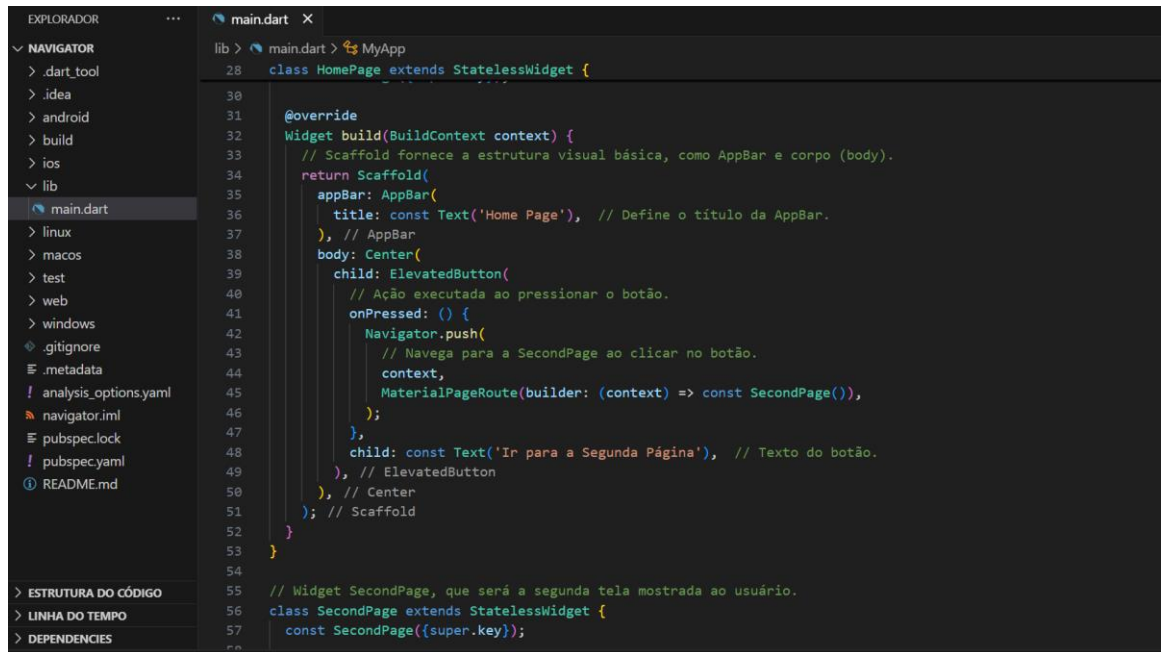 EXPLORADOR
NAVIGATOR
.dart_tool
.idea
android
build
ios
lib
main.dart
linux
macos
test
web
windows
.gitignore
.metadata
analysis_options.yaml
navigator.iml
pubspec.lock
pubspec.yaml
README.md
ESTRUTURA DO CÓDIGO
LINHA DO TEMPO
DEPENDENCIES
main.dart
lib > main.dart > MyApp
28 class HomePage extends StatelessWidget {
30
31 @override
32 Widget build(BuildContext context) {
33 // Scaffold fornece a estrutura visual básica, como AppBar e corpo (body).
34 return Scaffold(
35 appBar: AppBar(
36 title: const Text('Home Page'), // Define o título da AppBar.
37 ), // AppBar
38 body: Center(
39 child: ElevatedButton(
40 // Ação executada ao pressionar o botão.
41 onPressed: () {
42 Navigator.push(
43 // Navega para a SecondPage ao clicar no botão.
44 context,
45 MaterialPageRoute(builder: (context) => const SecondPage()),
46 );
47 },
48 child: const Text('Ir para a Segunda Página'), // Texto do botão.
49 ), // ElevatedButton
50 ), // Center
51 ); // Scaffold
52 }
53 }
54
55 // Widget SecondPage, que será a segunda tela mostrada ao usuário.
56 class SecondPage extends StatelessWidget {
57 const SecondPage({super.key});